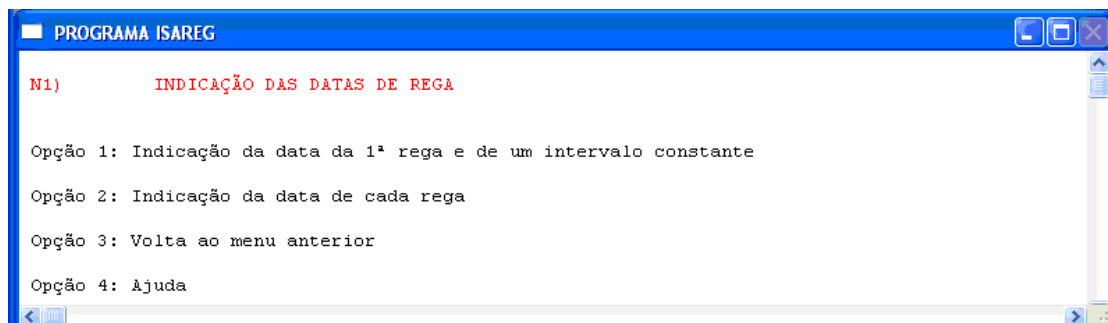 PROGRAMA ISAREG
N1) INDICAÇÃO DAS DATAS DE REGA
Opção 1: Indicação da data da 1ª rega e de um intervalo constante
Opção 2: Indicação da data de cada rega
Opção 3: Volta ao menu anterior
Opção 4: Ajuda